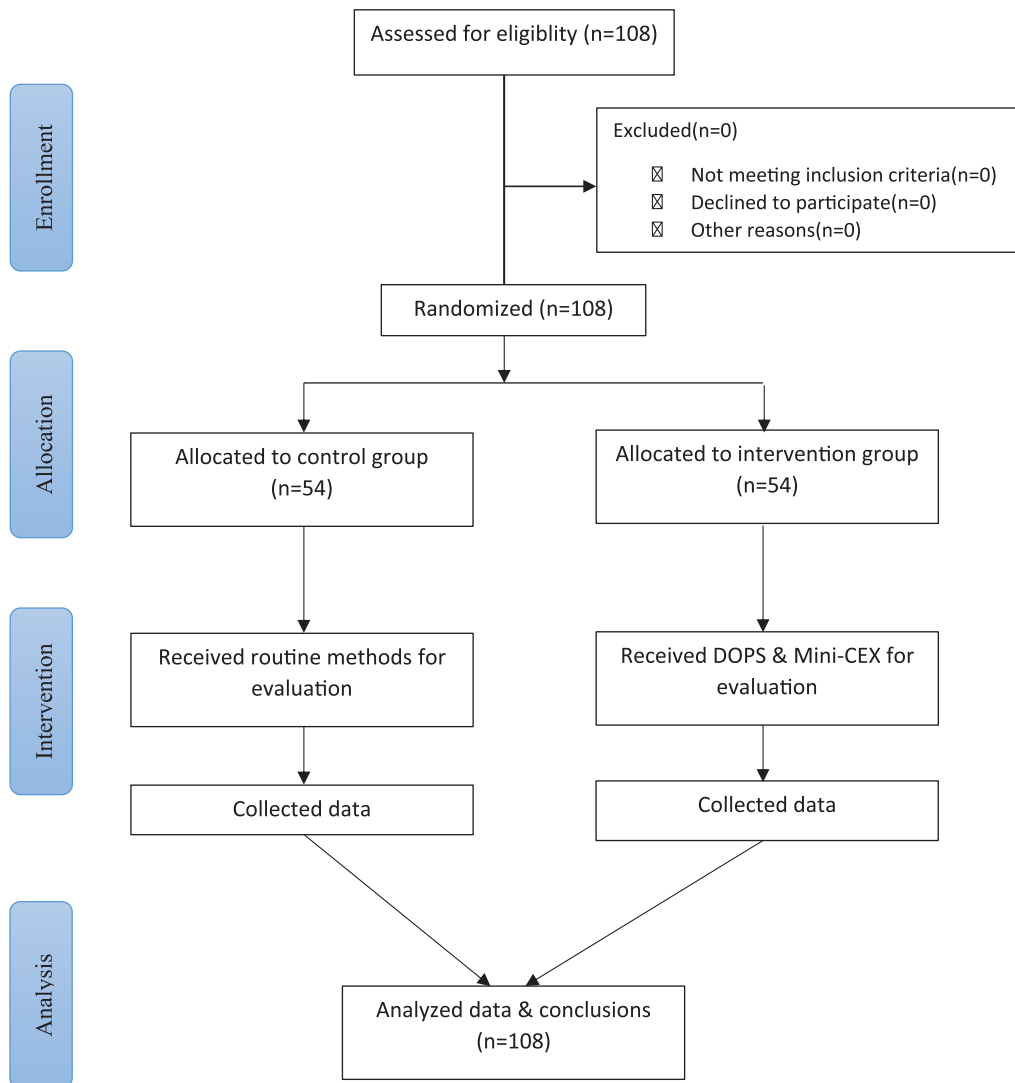 Assessed for eligiblity (n=108)
Enrollment
Excluded(n=0)
Not meeting inclusion criteria(n=0)
Declined to participate(n=0)
Other reasons(n=0)
Randomized (n=108)
Allocation
Allocated to control group
(n=54)
Allocated to intervention group
(n=54)
Intervention
Received routine methods for
evaluation
Received DOPS & Mini-CEX for
evaluation
Collected data
Collected data
Analysis
Analyzed data & conclusions
(n=108)